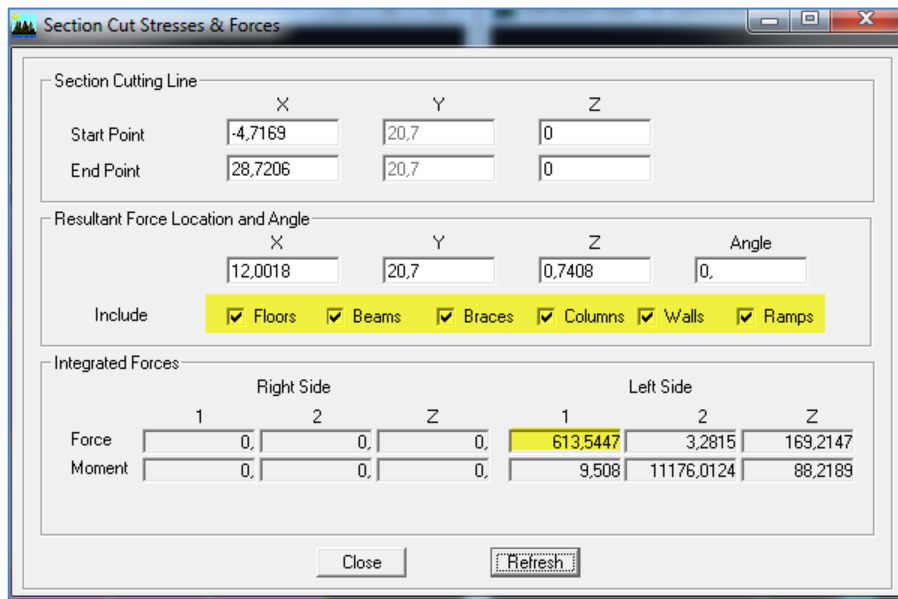 Section Cut Stresses & Forces
Section Cutting Line
X Y Z
Start Point -4,7169 20,7 0
End Point 28,7206 20,7 0
Resultant Force Location and Angle
X Y Z Angle
12,0018 20,7 0,7408 0,
Include Floors Beams Braces Columns Walls Ramps
Integrated Forces
Right Side Left Side
1 2 Z 1 2 Z
Force 0, 0, 0, 613,5447 3,2815 169,2147
Moment 0, 0, 0, 9,508 11176,0124 88,2189
Close Refresh